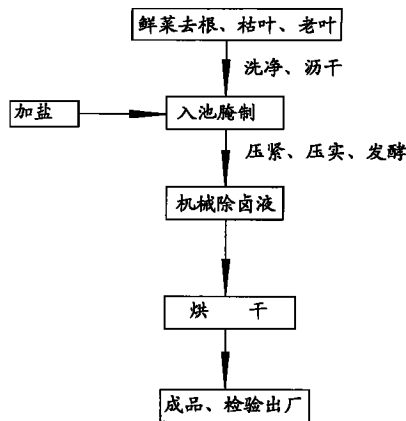 鲜菜去根、枯叶、老叶
洗净、沥干
加盐
入池腌制
压紧、压实、发酵
机械除卤液
烘 干
成品、检验出厂